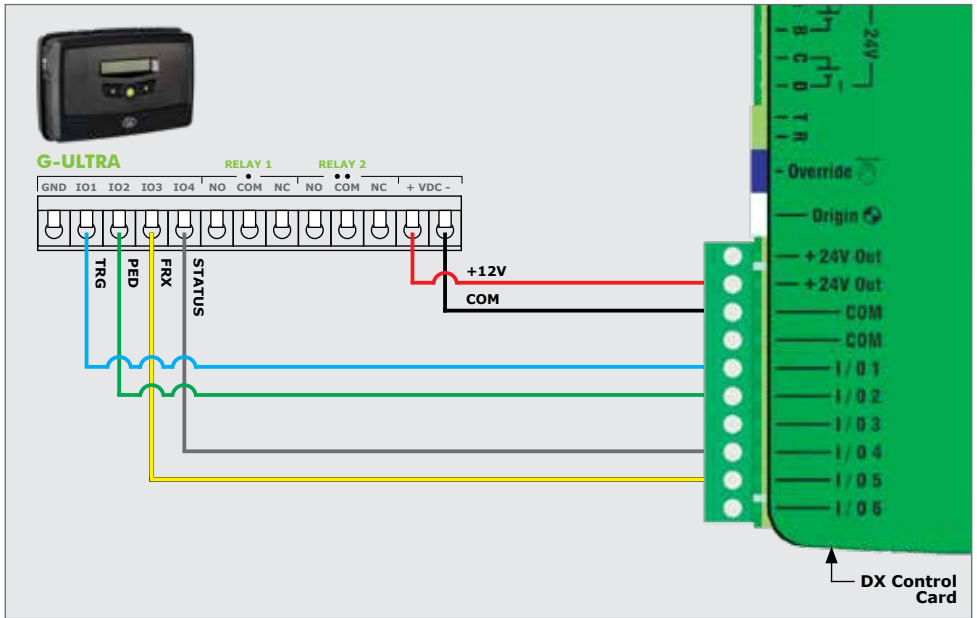 G-ULTRA
RELAY 1
RELAY 2
GND IO1 IO2 IO3 IO4 NO COM NC NO COM NC + VDC -
TRG
PED
FRX
STATUS
+12V
COM
B
C
D
24V
T
R
Override
Origin
+24V Out
+24V Out
COM
COM
I/O 1
I/O 2
I/O 3
I/O 4
I/O 5
I/O 6
DX Control
Card